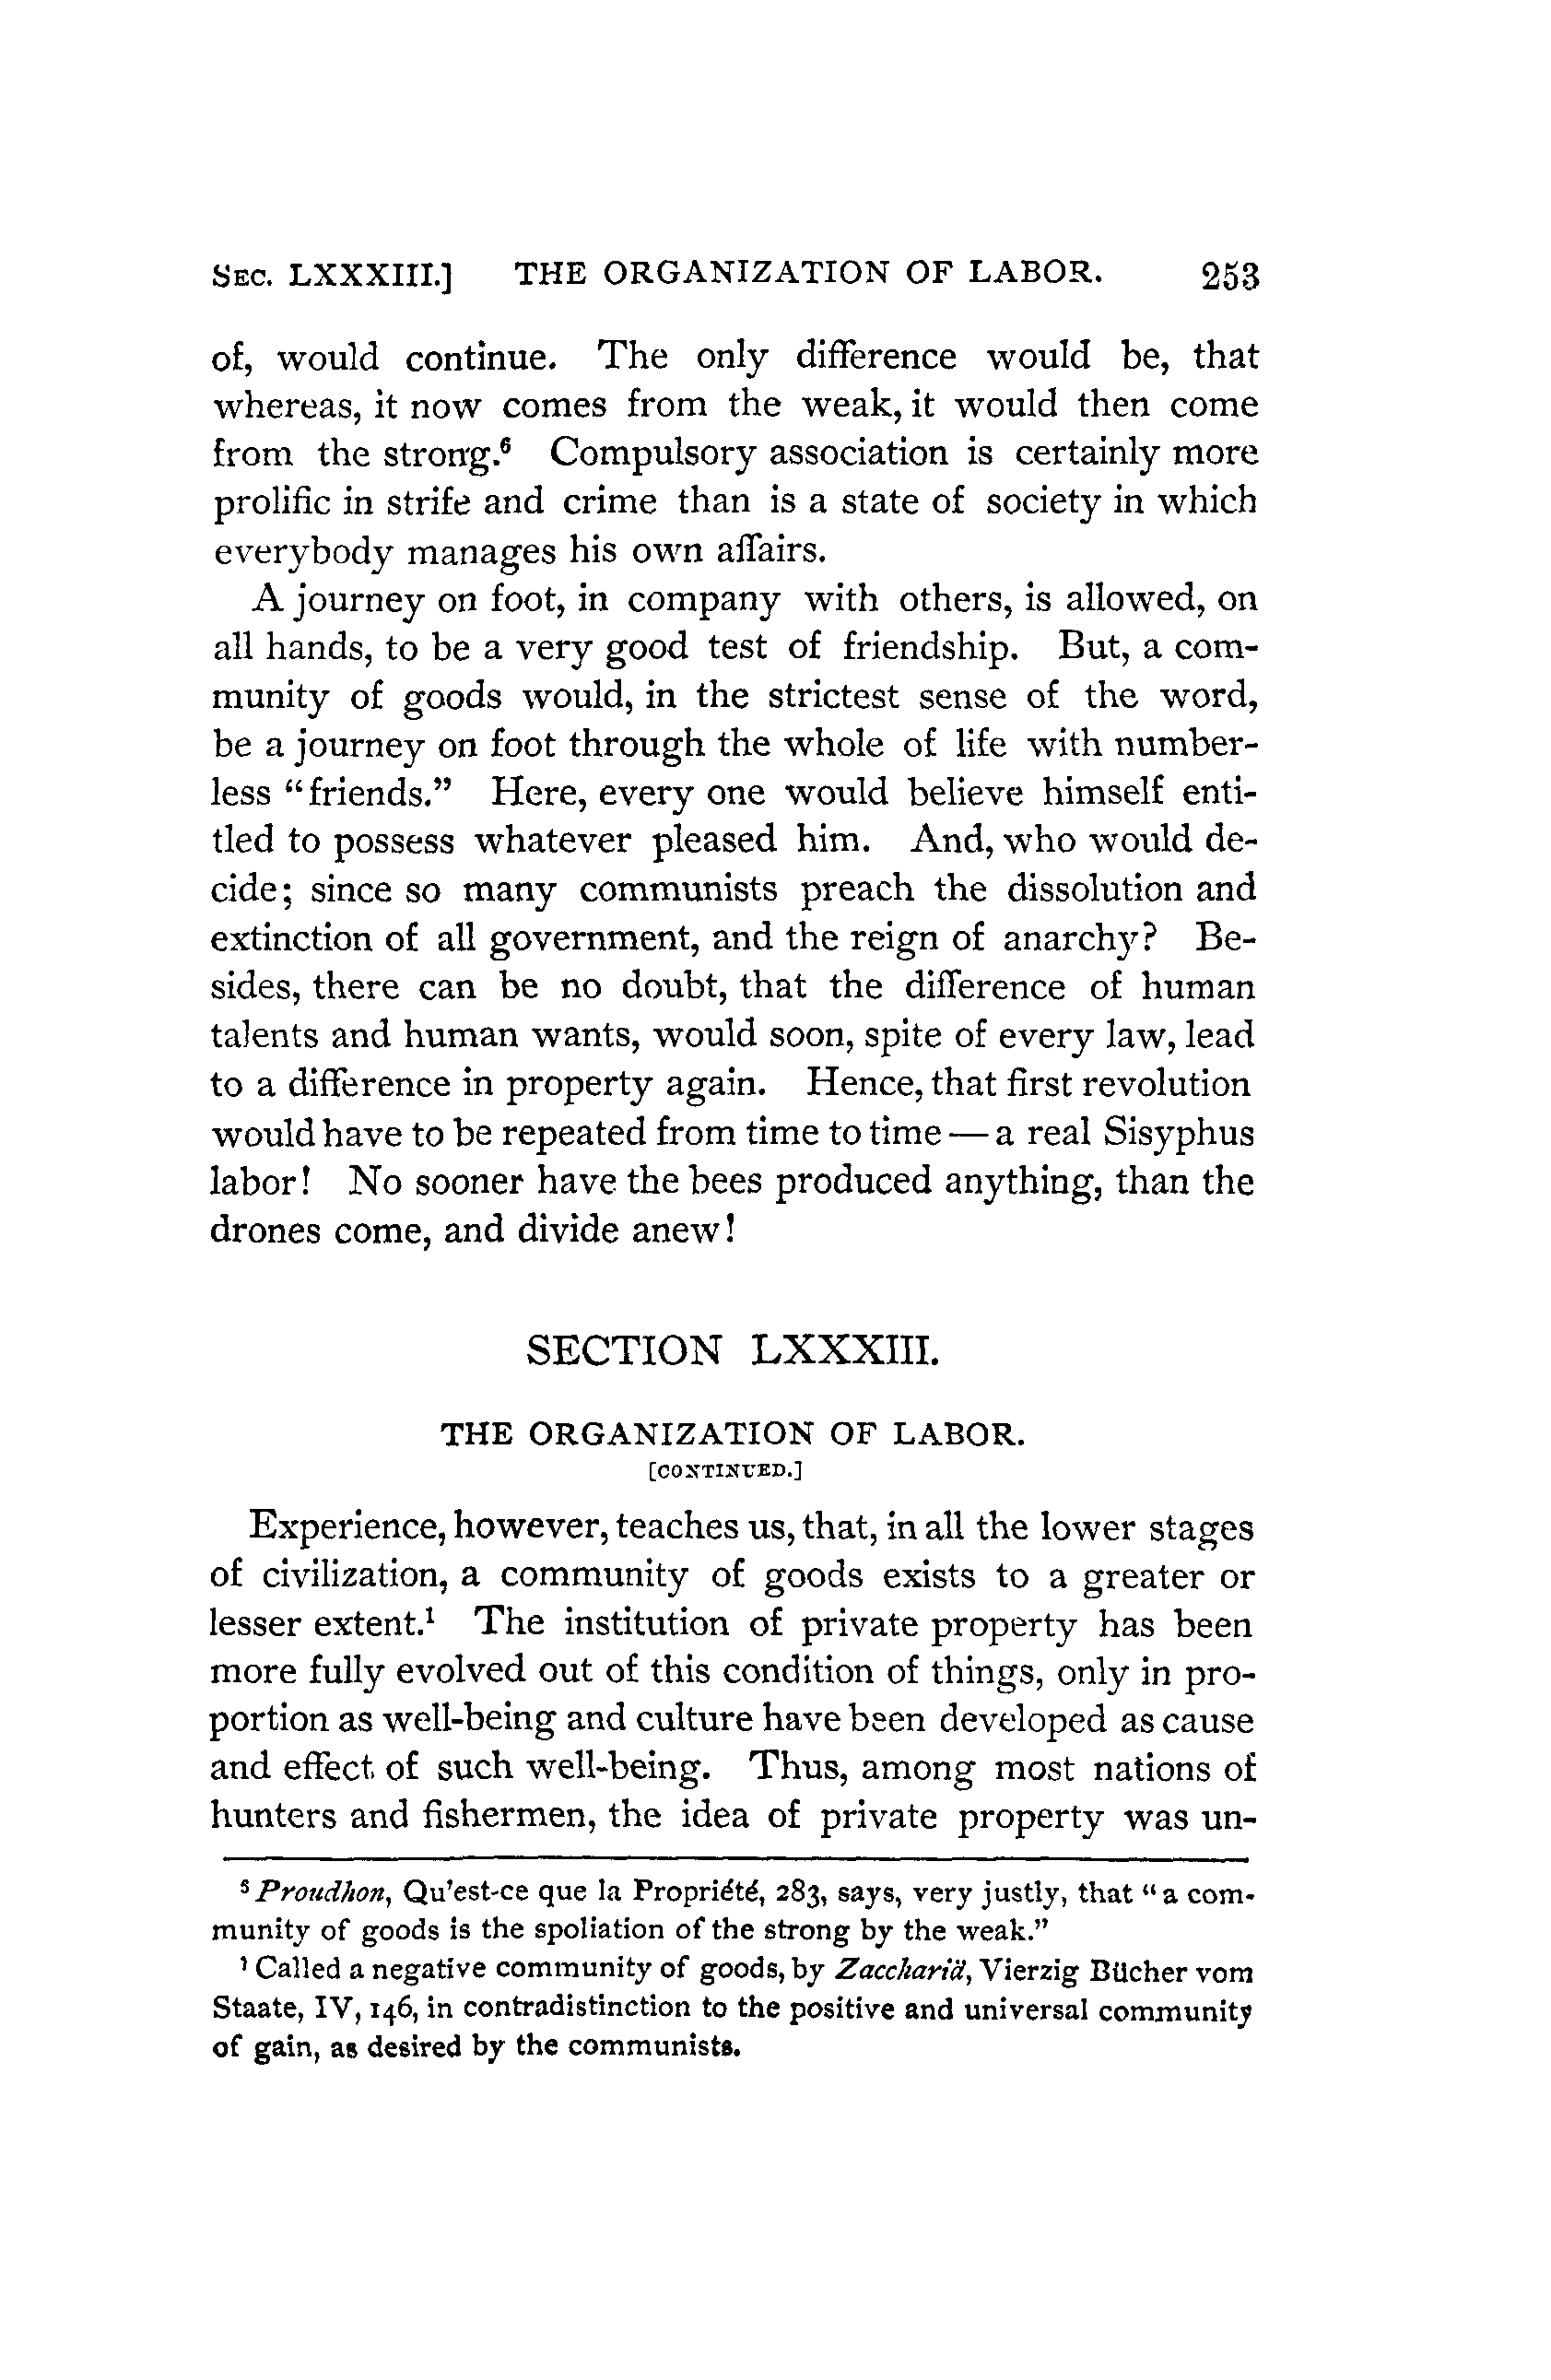 SEC. LXXXIII.] THE ORGANIZATION OF LABOR. 253
of, would continue. The only difference would be, that
whereas, it now comes from the weak, it would then come
from the strong.⁶ Compulsory association is certainly more
prolific in strife and crime than is a state of society in which
everybody manages his own affairs.
A journey on foot, in company with others, is allowed, on
all hands, to be a very good test of friendship. But, a com-
munity of goods would, in the strictest sense of the word,
be a journey on foot through the whole of life with number-
less “friends.” Here, every one would believe himself enti-
tled to possess whatever pleased him. And, who would de-
cide; since so many communists preach the dissolution and
extinction of all government, and the reign of anarchy? Be-
sides, there can be no doubt, that the difference of human
talents and human wants, would soon, spite of every law, lead
to a difference in property again. Hence, that first revolution
would have to be repeated from time to time — a real Sisyphus
labor! No sooner have the bees produced anything, than the
drones come, and divide anew!
SECTION LXXXIII.
THE ORGANIZATION OF LABOR.
[CONTINUED.]
Experience, however, teaches us, that, in all the lower stages
of civilization, a community of goods exists to a greater or
lesser extent.¹ The institution of private property has been
more fully evolved out of this condition of things, only in pro-
portion as well-being and culture have been developed as cause
and effect of such well-being. Thus, among most nations of
hunters and fishermen, the idea of private property was un-
⁵ Proudhon, Qu’est-ce que la Propriété, 283, says, very justly, that “a com-
munity of goods is the spoliation of the strong by the weak.”
¹ Called a negative community of goods, by Zacchariä, Vierzig Bücher vom
Staate, IV, 146, in contradistinction to the positive and universal community
of gain, as desired by the communists.